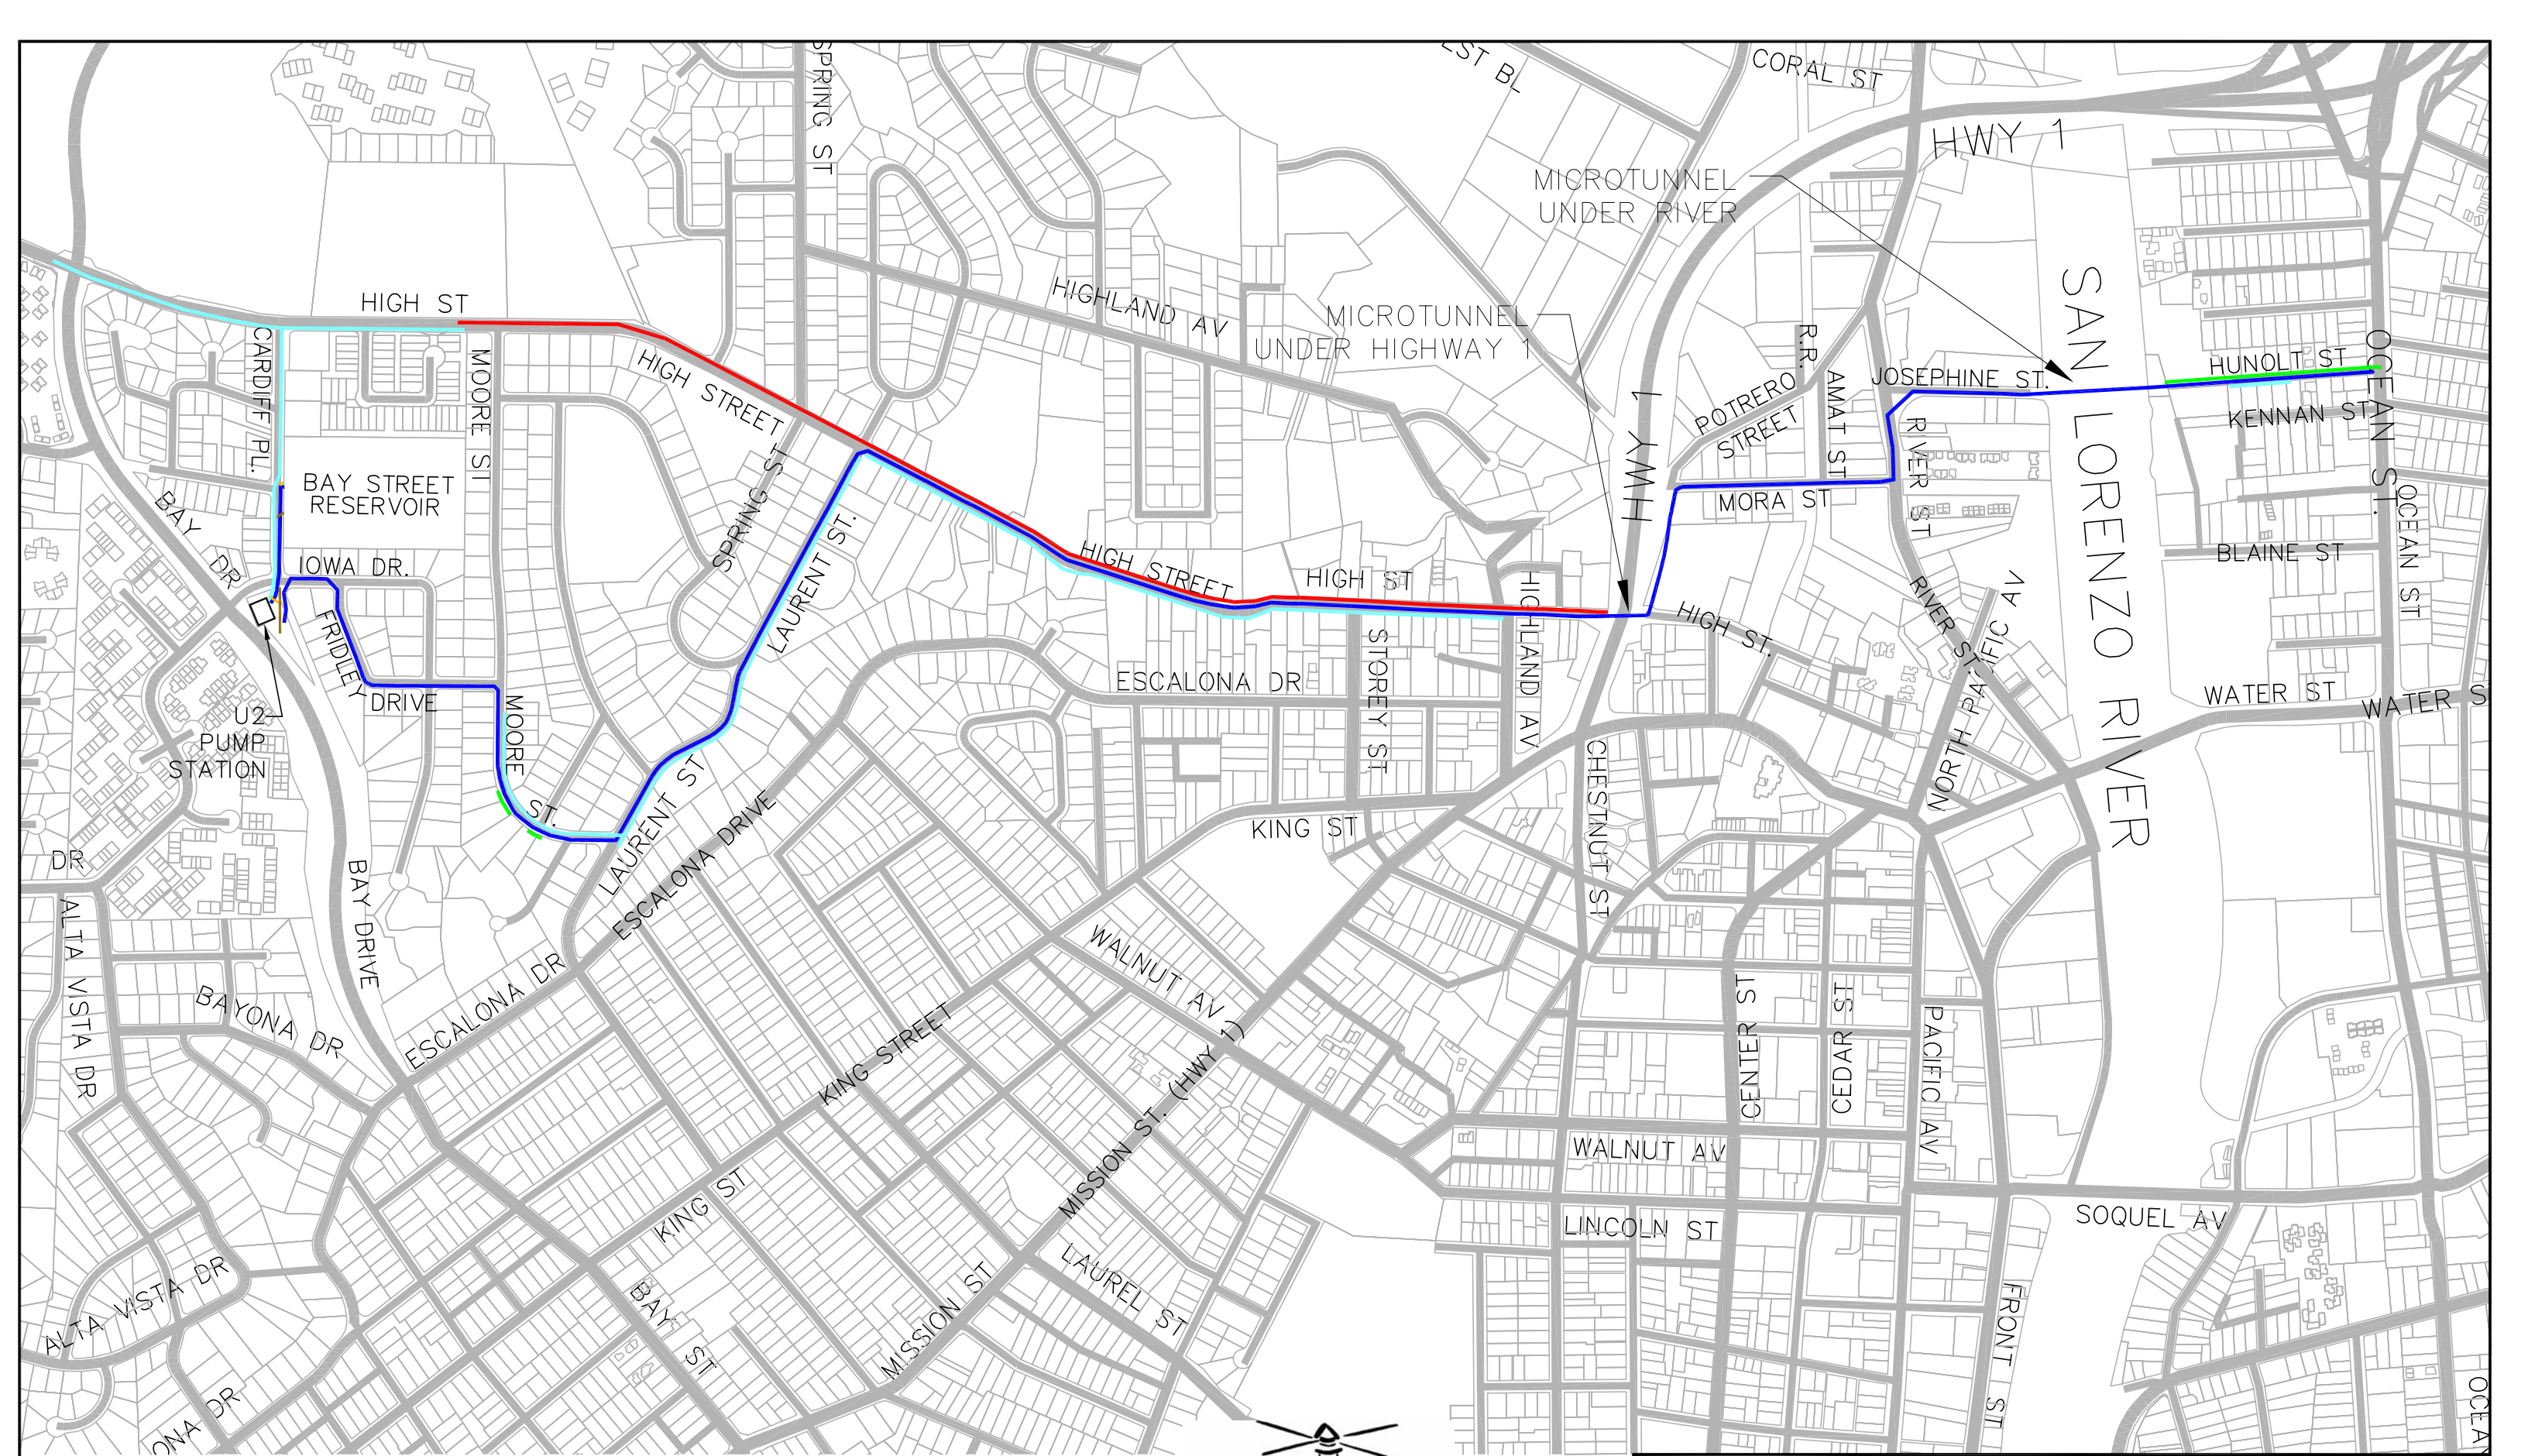 SPRING ST
CORAL ST
HWY 1
MICROTUNNEL
UNDER RIVER
HIGH ST
HIGHLAND AV
MICROTUNNEL
UNDER HIGHWAY 1
SAN LORENZO RIVER
CARDIFF PL.
MOORE ST
HIGH STREET
R.R.
POTRERO
STREET
AMAT ST
JOSEPHINE ST.
HUNOLT ST
KENNAN ST
OCEAN ST.
HWY 1
BAY STREET
RESERVOIR
SPRING ST
LAURENT ST.
MORA ST
RIVER ST
OCEAN ST
BAY DR
IOWA DR.
HIGH STREET
HIGH ST
BLAINE ST
FRIDLEY
DRIVE
HIGHLAND AV
HIGH ST.
RIVER ST.
NORTH PACIFIC AV
U2
PUMP
STATION
MOORE
ST.
ESCALONA DR
STOREY ST
WATER ST
WATER S
LAURENT ST
ESCALONA DRIVE
KING ST
CHESTNUT ST
DR
BAY DRIVE
ALTA VISTA DR
BAYONA DR
ESCALONA DR
WALNUT AV
KING STREET
MISSION ST. (HWY 1)
CENTER ST
CEDAR ST
PACIFIC AV
WALNUT AV
KING ST
LINCOLN ST
SOQUEL AV
ALTA VISTA DR
BAY ST
MISSION ST
LAUREL ST
FRONT ST
ONA DR
OCEA